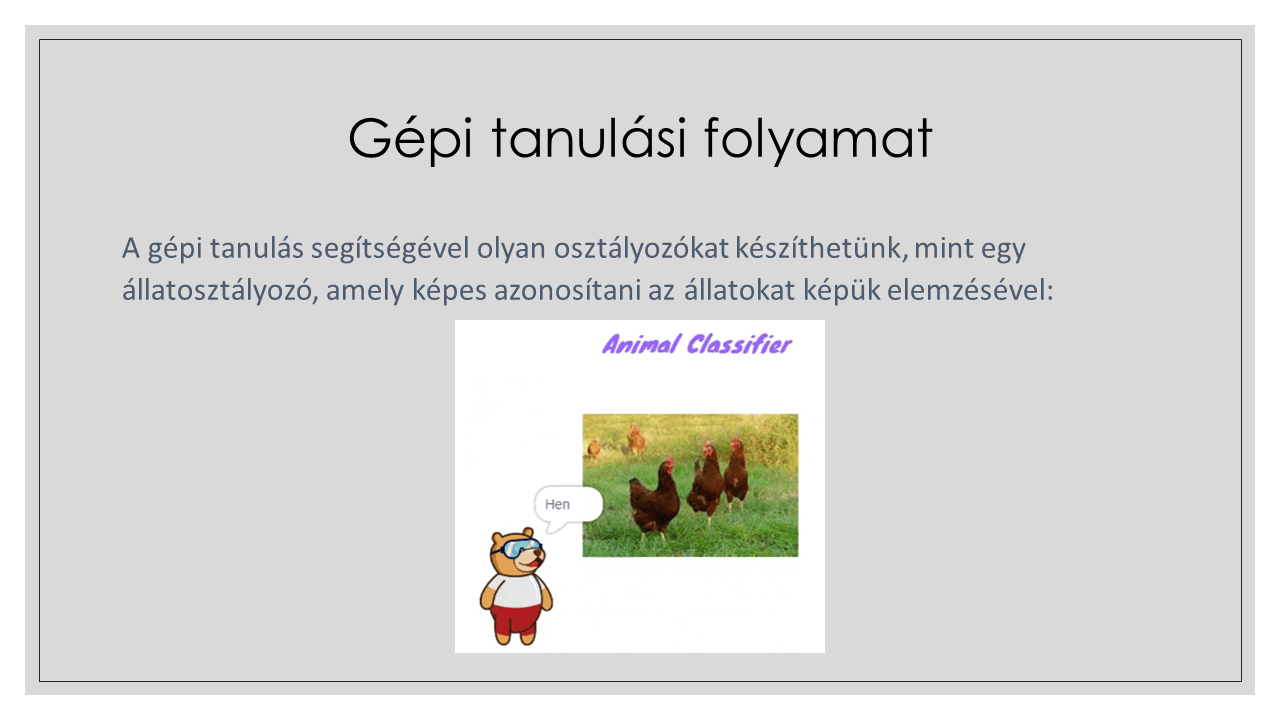 Gépi tanulási folyamat
A gépi tanulás segítségével olyan osztályozókat készíthetünk, mint egy
állatosztályozó, amely képes azonosítani az állatokat képük elemzésével:
Animal Classifier
Hen